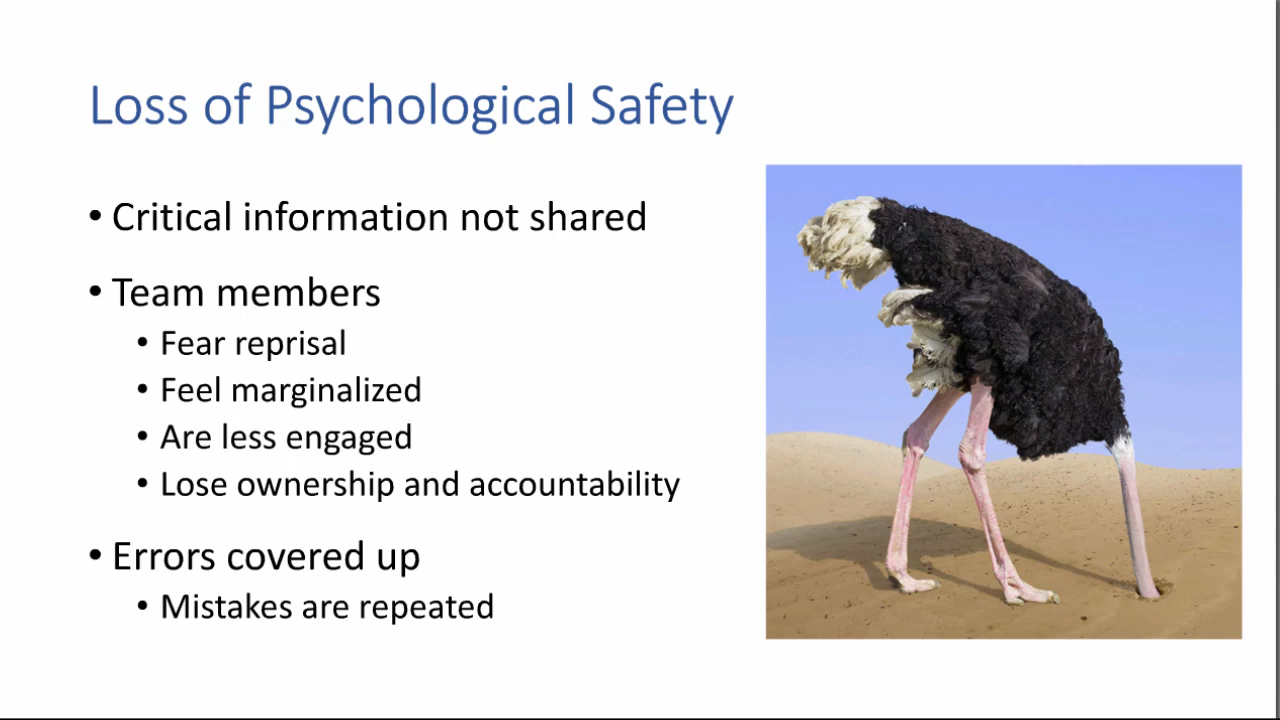 Loss of Psychological Safety
• Critical information not shared
• Team members
• Fear reprisal
• Feel marginalized
• Are less engaged
• Lose ownership and accountability
• Errors covered up
• Mistakes are repeated